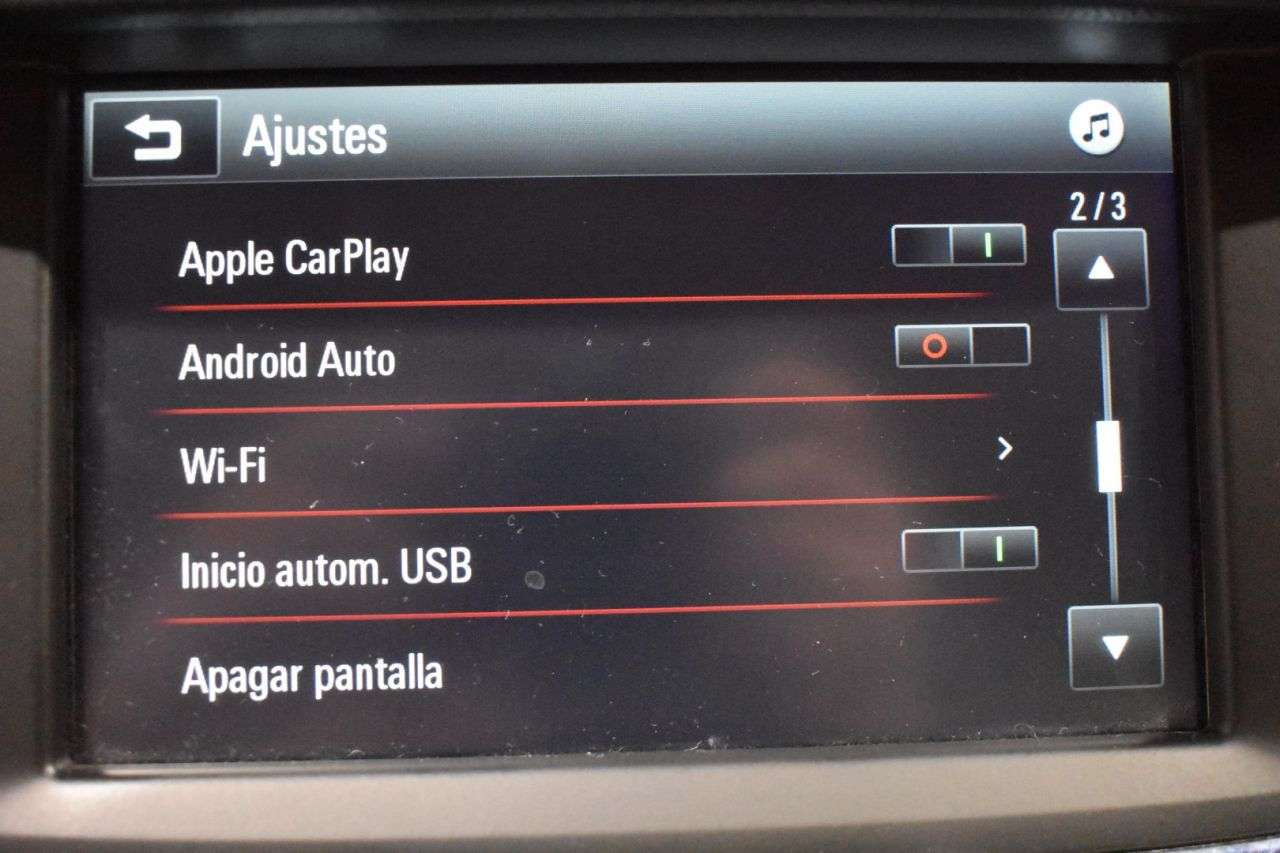 Ajustes
2/3
Apple CarPlay
Android Auto
Wi-Fi
Inicio autom. USB
Apagar pantalla